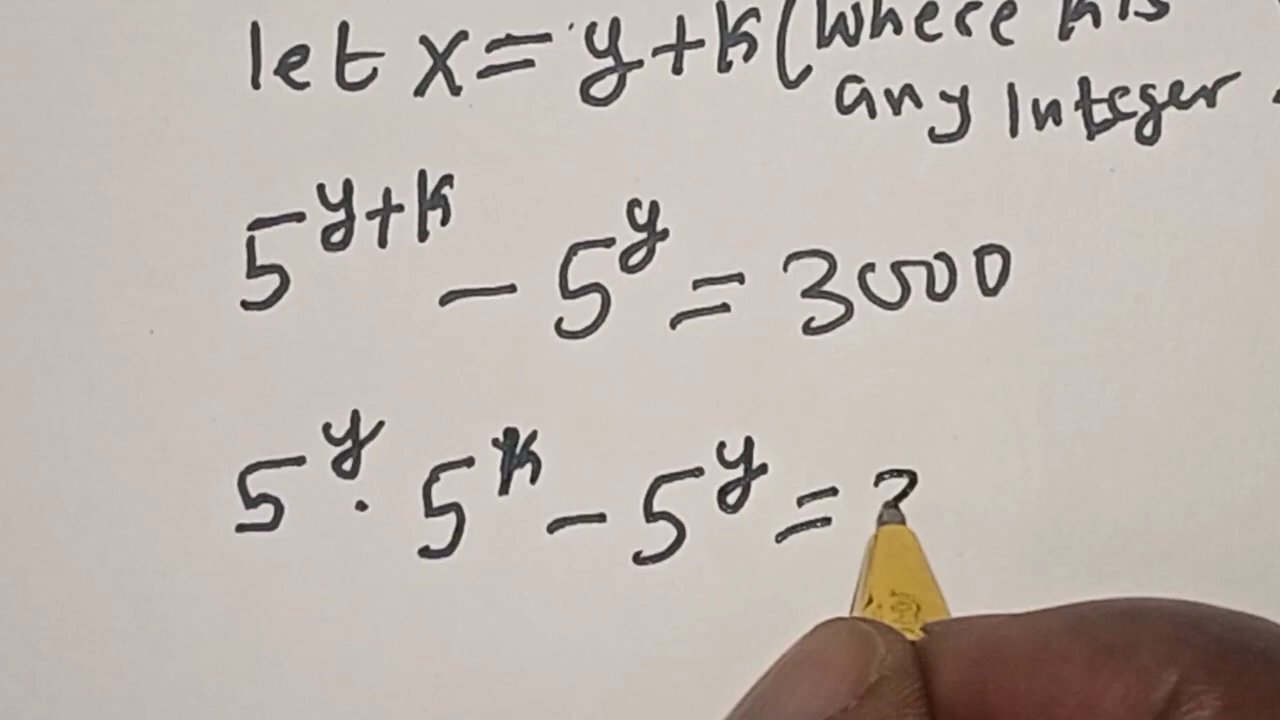 let x = y + k (where k is
any Integer
5^{y+k} - 5^y = 3000
5^y . 5^k - 5^y = 3